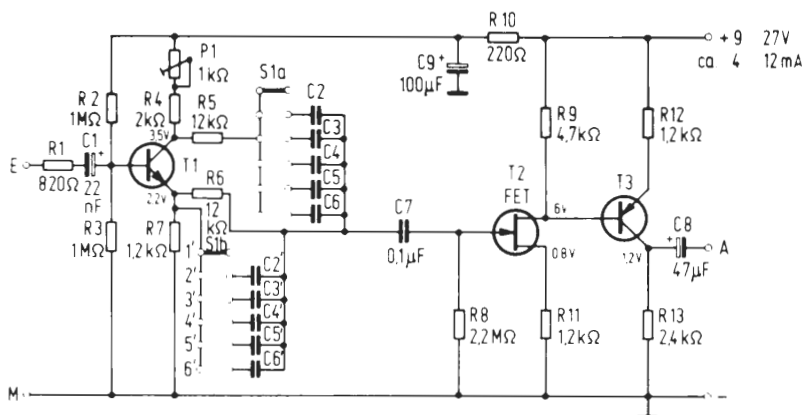 R10
220Ω
+9 27V
ca. 4 12mA
P1
1kΩ
S1a
C2
C9 +
100µF
R2
1MΩ
R4
2kΩ
R5
12kΩ
C3
R9
4,7kΩ
R12
1,2kΩ
3,5V
C4
E
R1
820Ω
C1
+
22
nF
T1
C5
T2
FET
T3
2,2V
R6
12
kΩ
C6
C7
0,1µF
6V
C8
+
47µF
A
R3
1MΩ
R7
1,2kΩ
S1b
0,8V
1,2V
1'
2'
3'
4'
5'
6'
C2'
C3'
C4'
C5'
C6'
R8
2,2MΩ
R11
1,2kΩ
R13
2,4kΩ
M
−